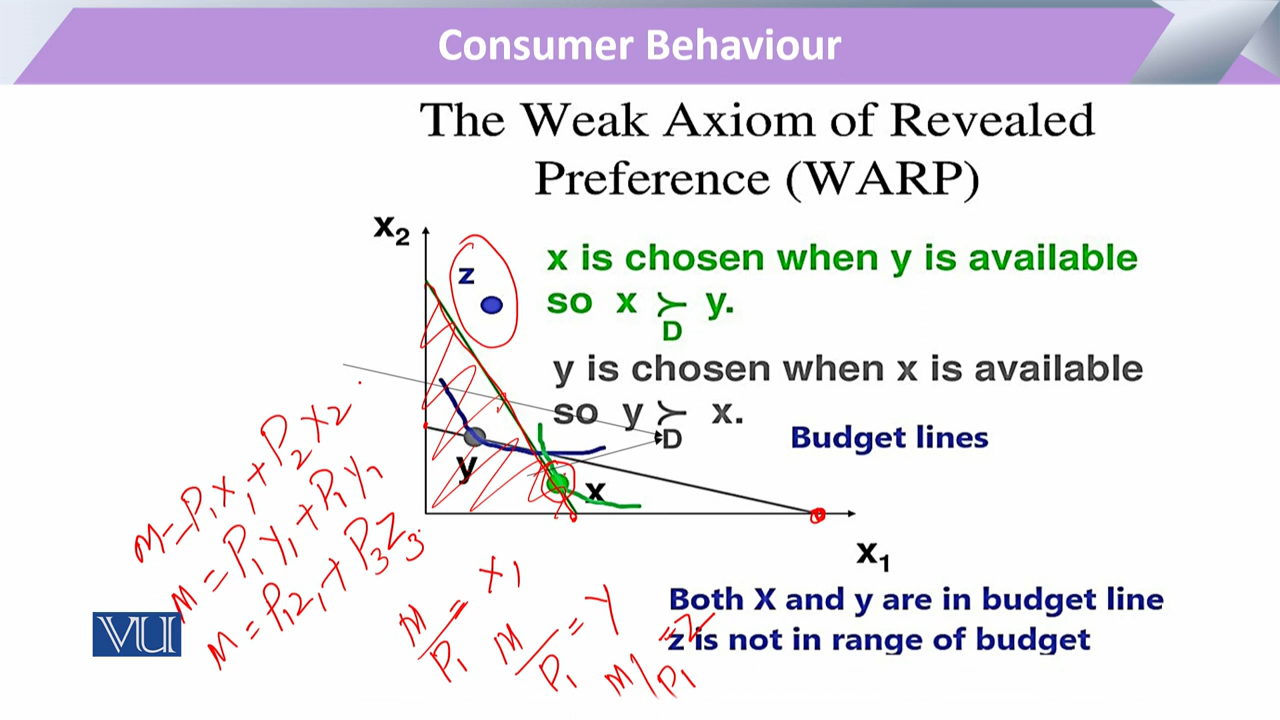 Consumer Behaviour
The Weak Axiom of Revealed
Preference (WARP)
x₂
z
x is chosen when y is available
so x ≻ y.
D
y is chosen when x is available
so y ≻ x.
D
Budget lines
y
x
x₁
M=P₁X₁+P₂X₂
M=P₁Y₁+P₁Y₂
M=P₁Z₁+P₃Z₃
M/P₁=X₁
M/P₁=Y
M/P₁=Z
Both X and y are in budget line
z is not in range of budget
VU